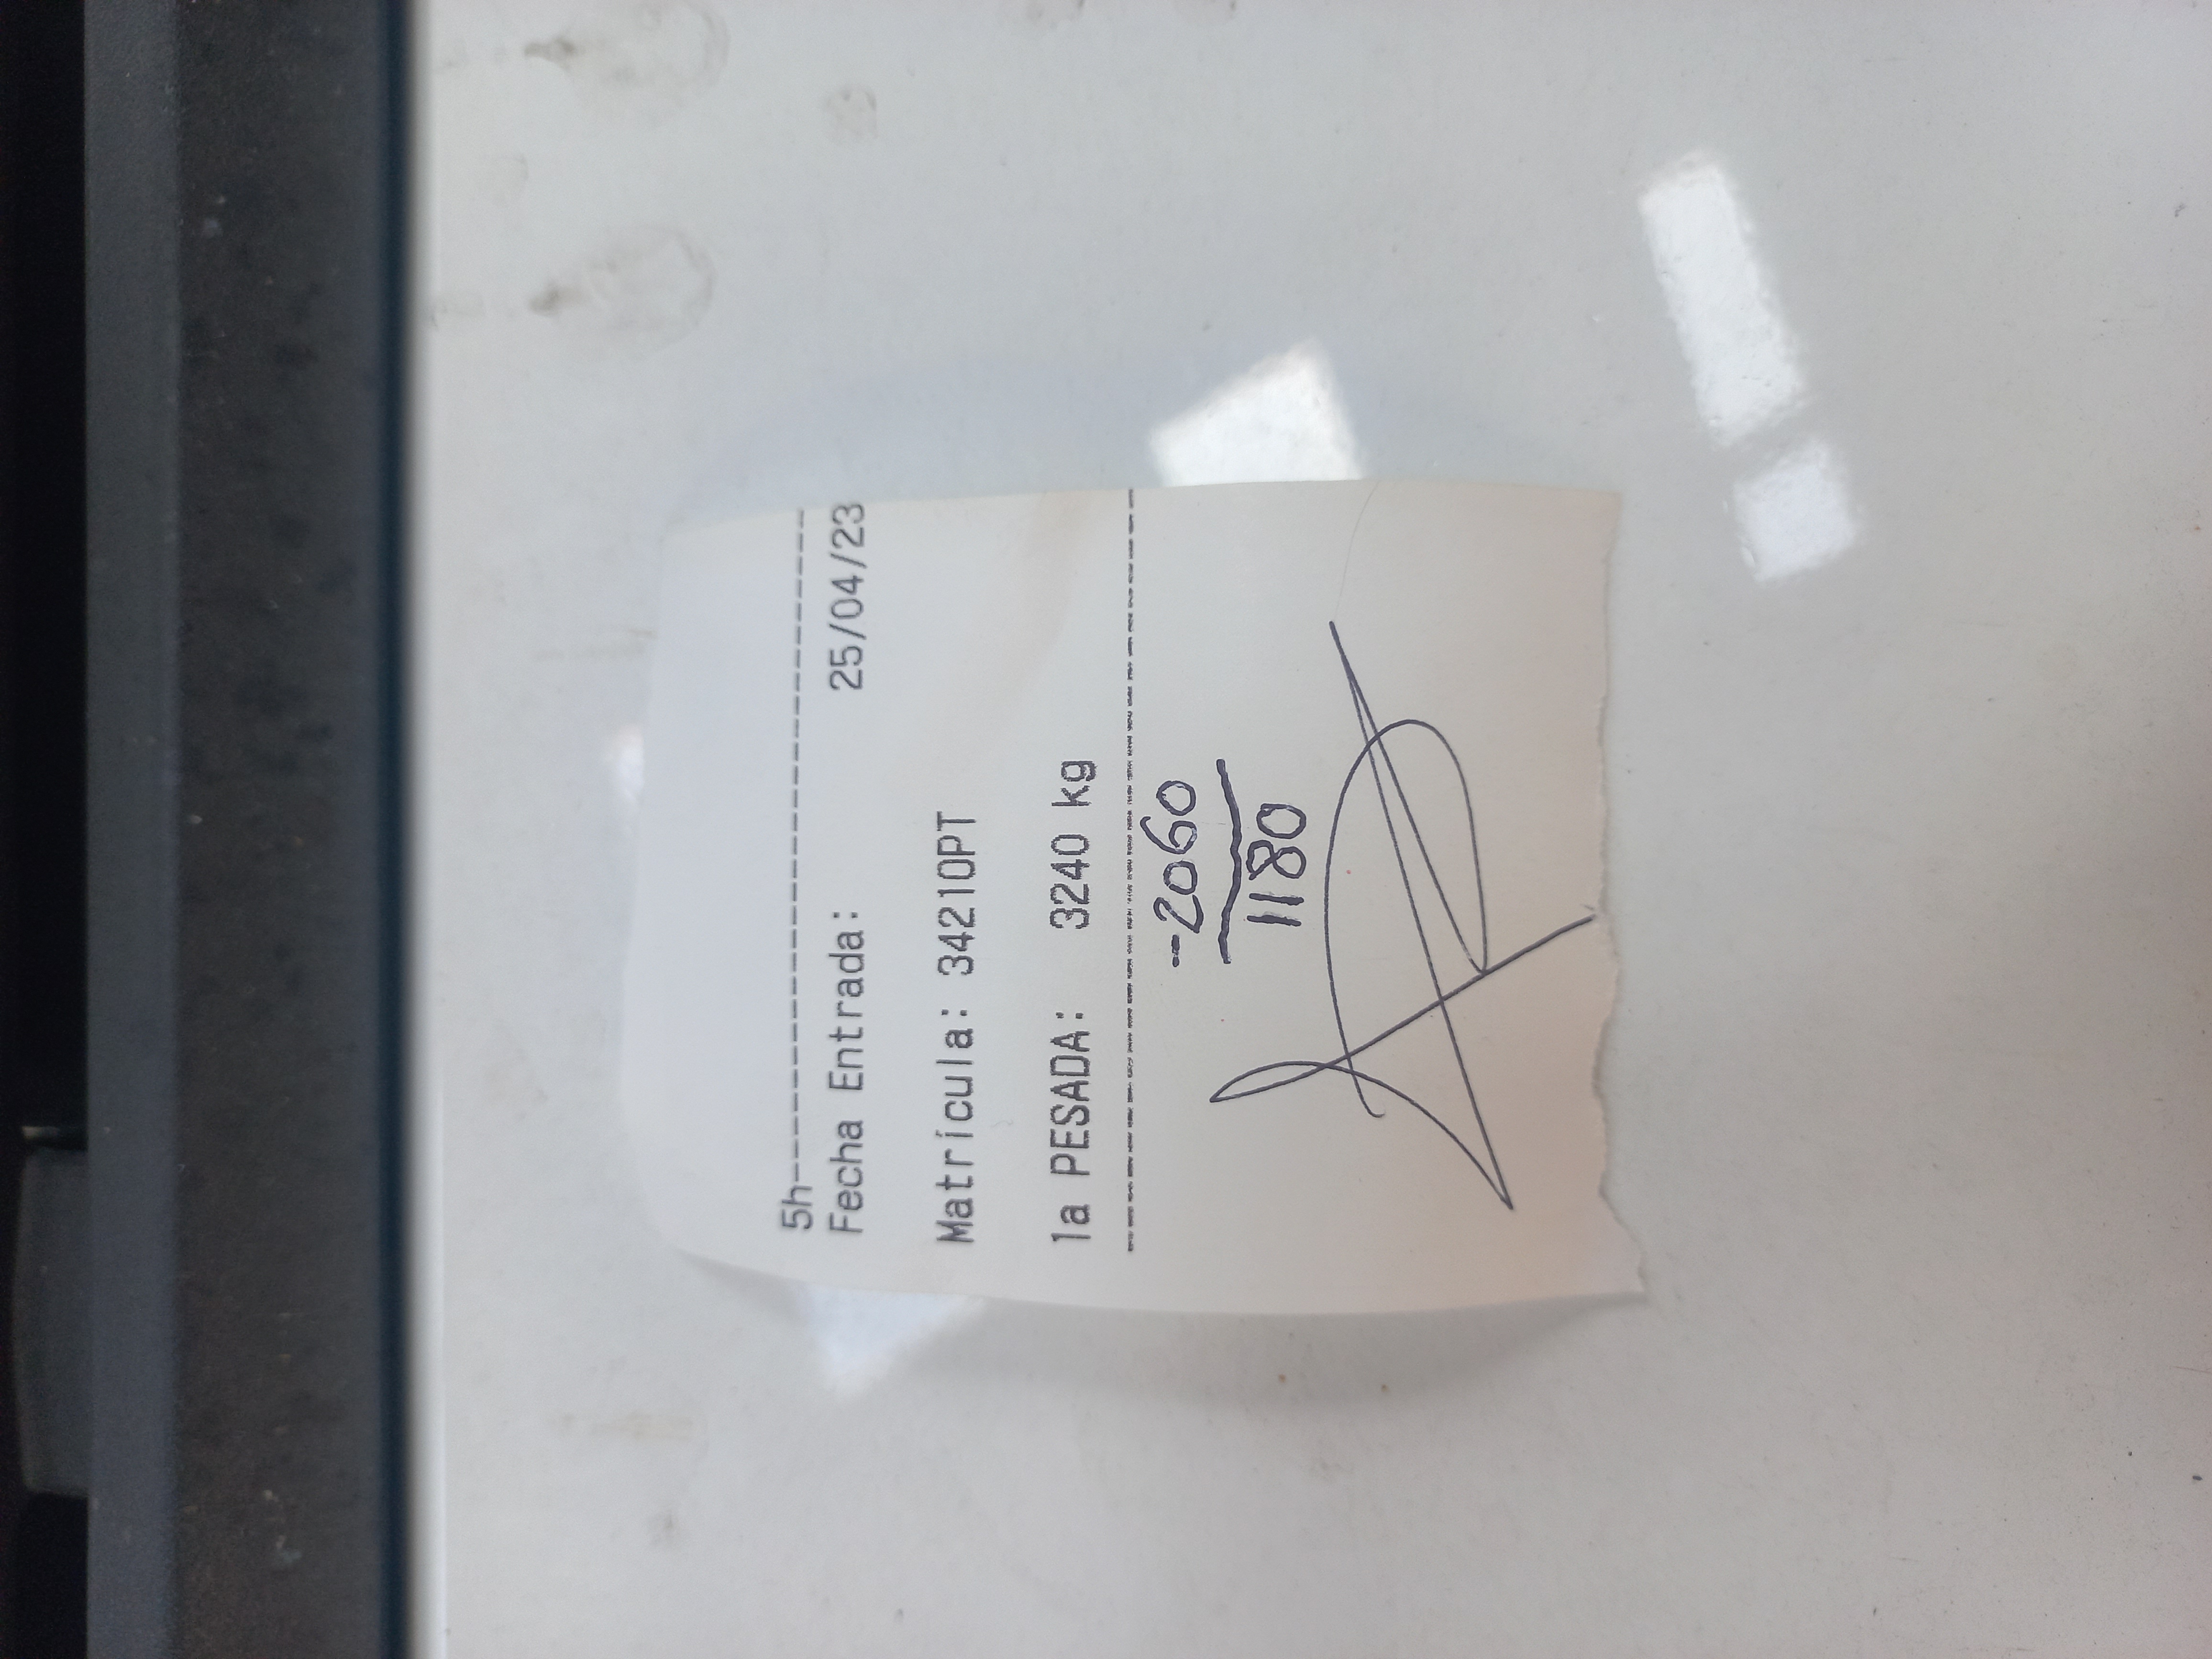 5h------------------------------
Fecha Entrada: 25/04/23
Matrícula: 34210PT
1a PESADA: 3240 kg
--------------------------------
-2060
1180